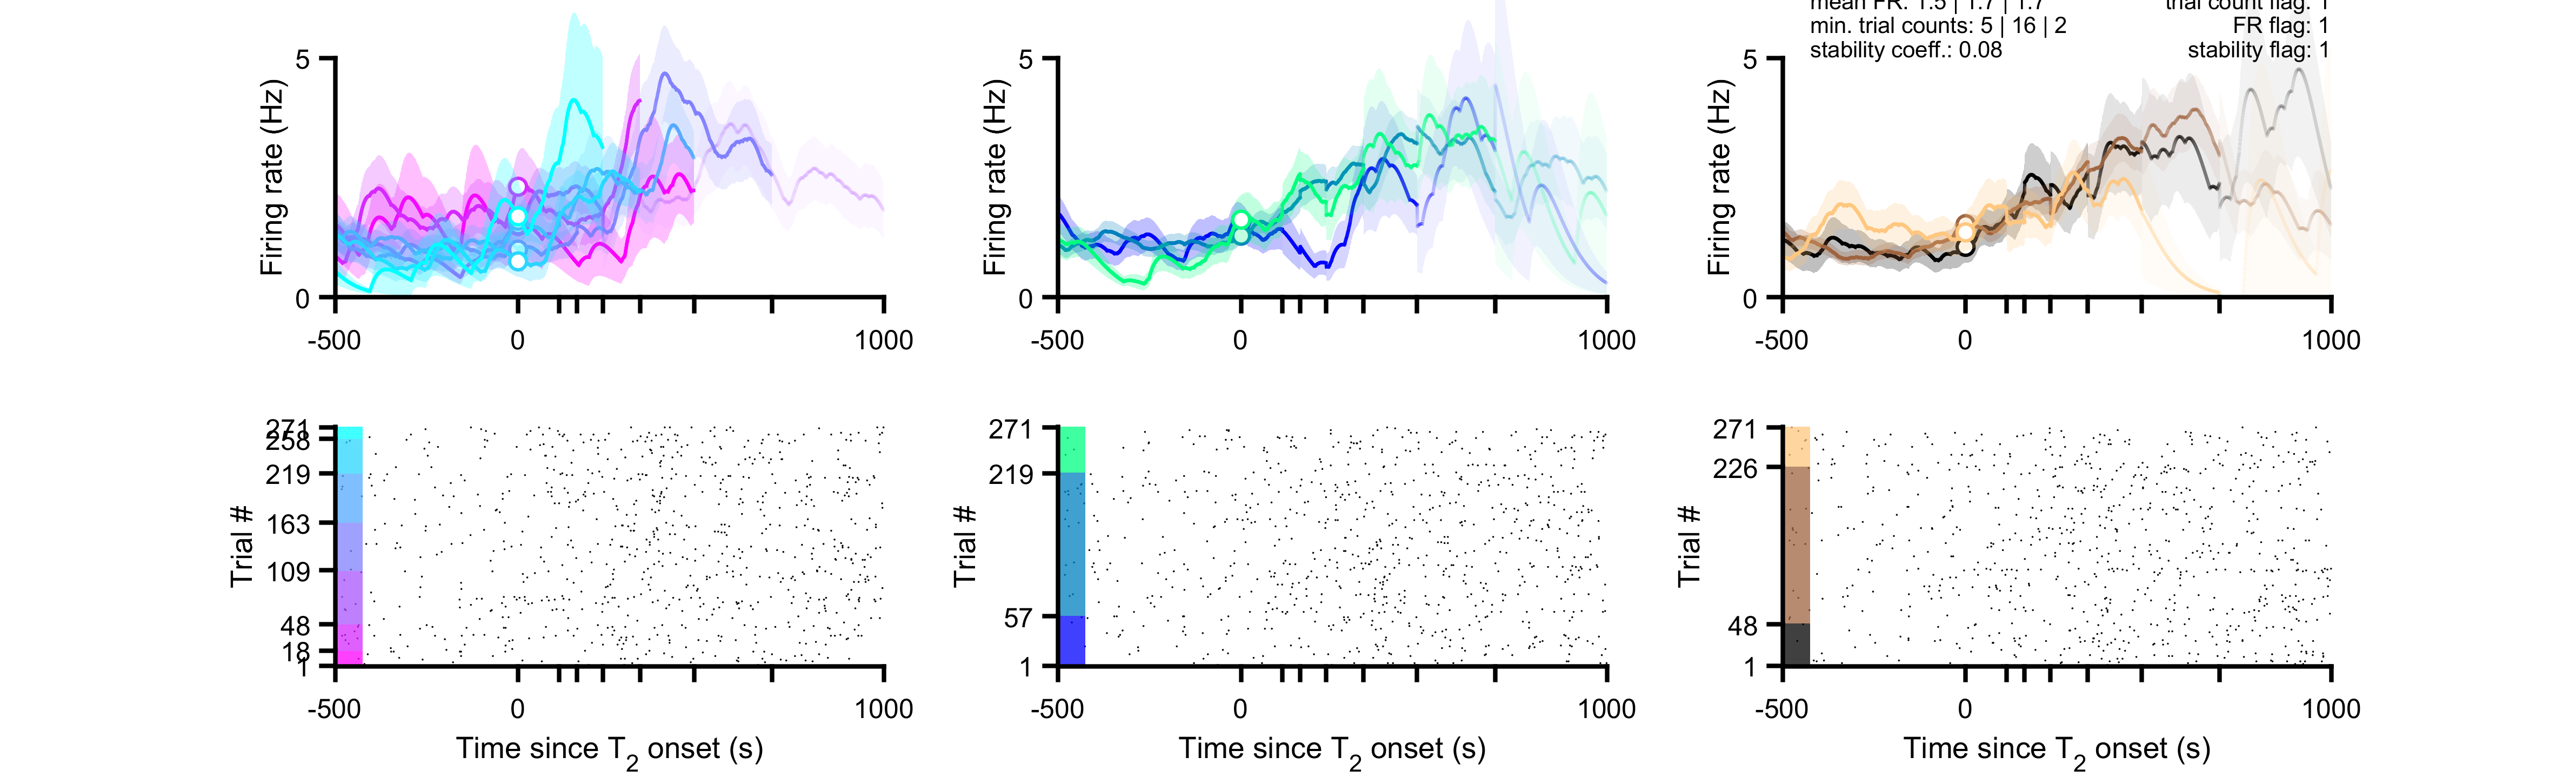 mean FR: 1.5 | 1.7 | 1.7
trial count flag: 1
min. trial counts: 5 | 16 | 2
FR flag: 1
stability coeff.: 0.08
stability flag: 1
Firing rate (Hz)
5
0
-500
0
1000
Firing rate (Hz)
5
0
-500
0
1000
Firing rate (Hz)
5
0
-500
0
1000
Trial #
271
258
219
163
109
48
18
1
-500
0
1000
Time since T2 onset (s)
Trial #
271
219
57
1
-500
0
1000
Time since T2 onset (s)
Trial #
271
226
48
1
-500
0
1000
Time since T2 onset (s)